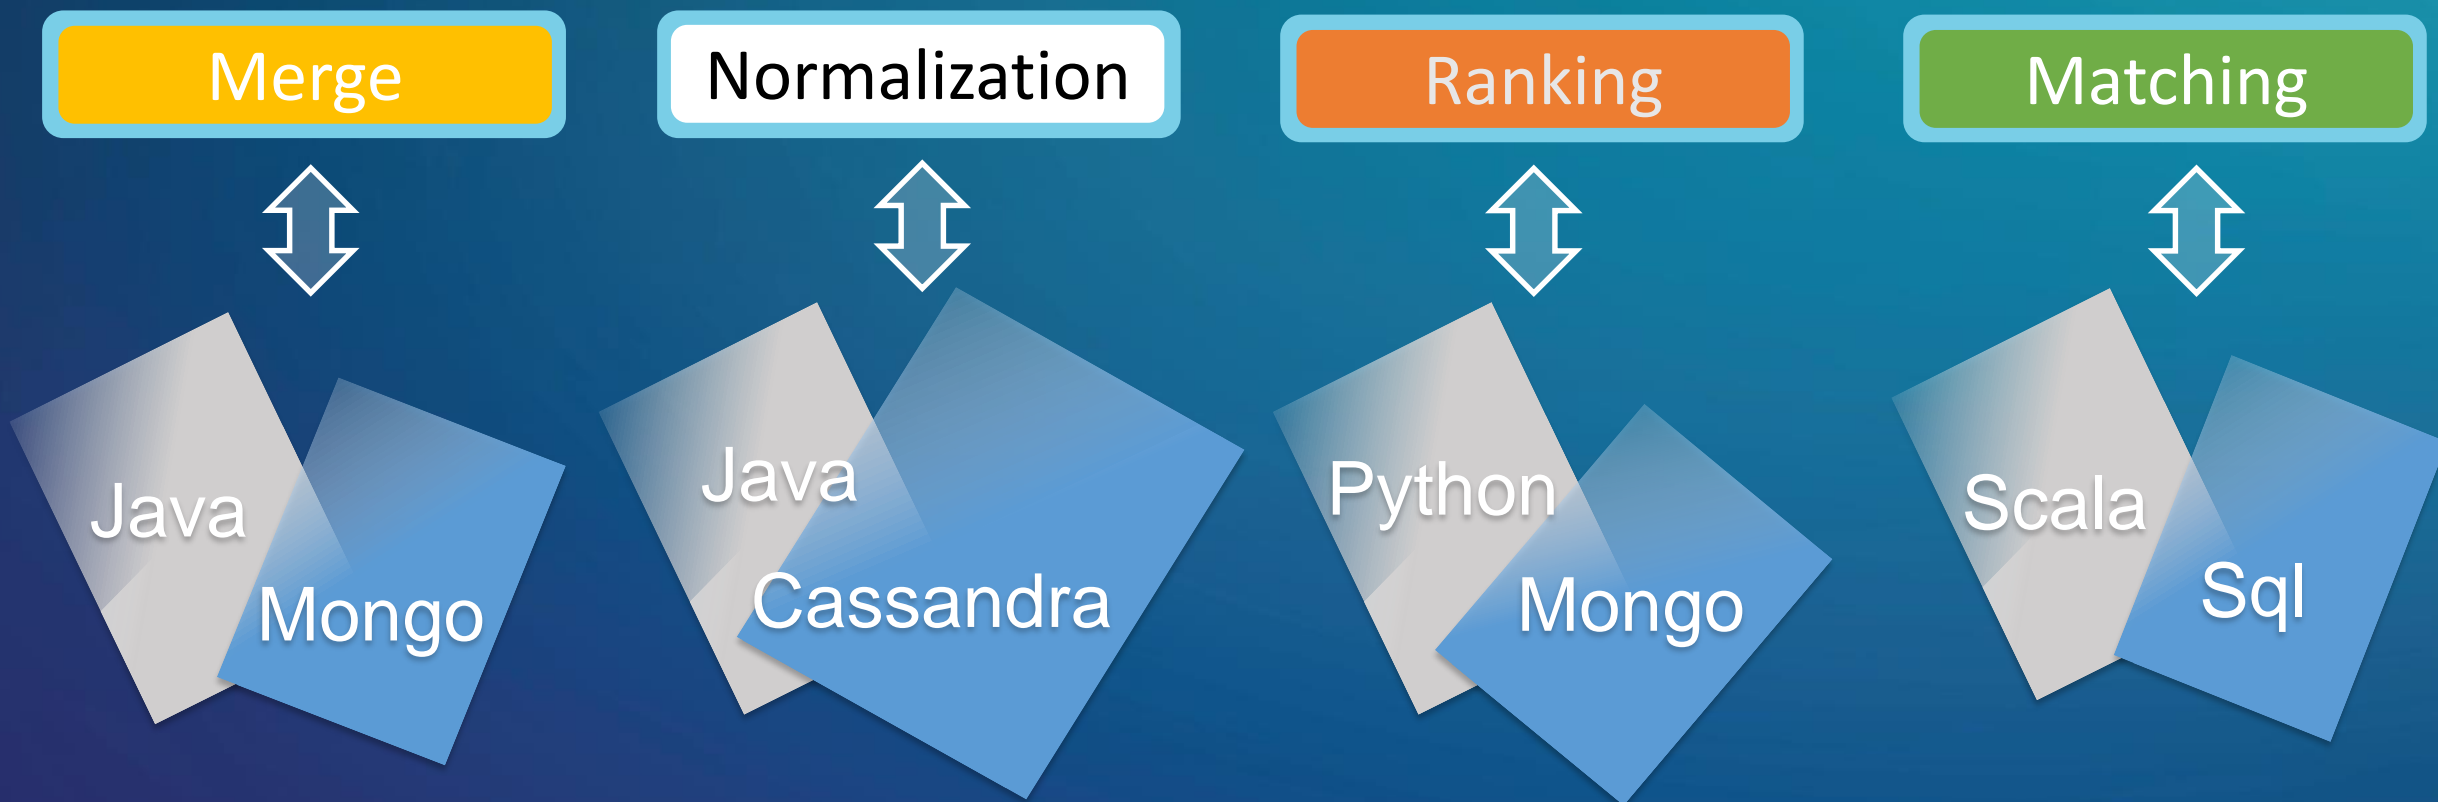 Merge
Normalization
Ranking
Matching
Java
Mongo
Java
Cassandra
Python
Mongo
Scala
Sql